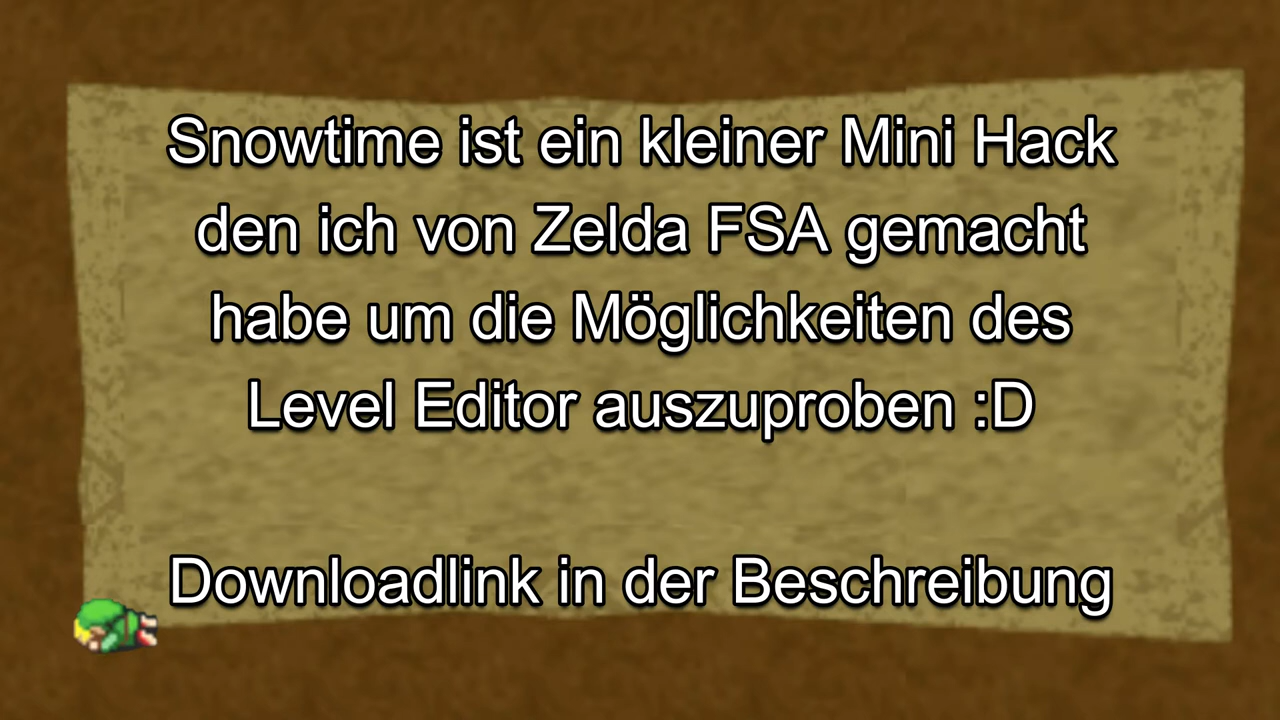 Snowtime ist ein kleiner Mini Hack
den ich von Zelda FSA gemacht
habe um die Möglichkeiten des
Level Editor auszuproben :D
Downloadlink in der Beschreibung